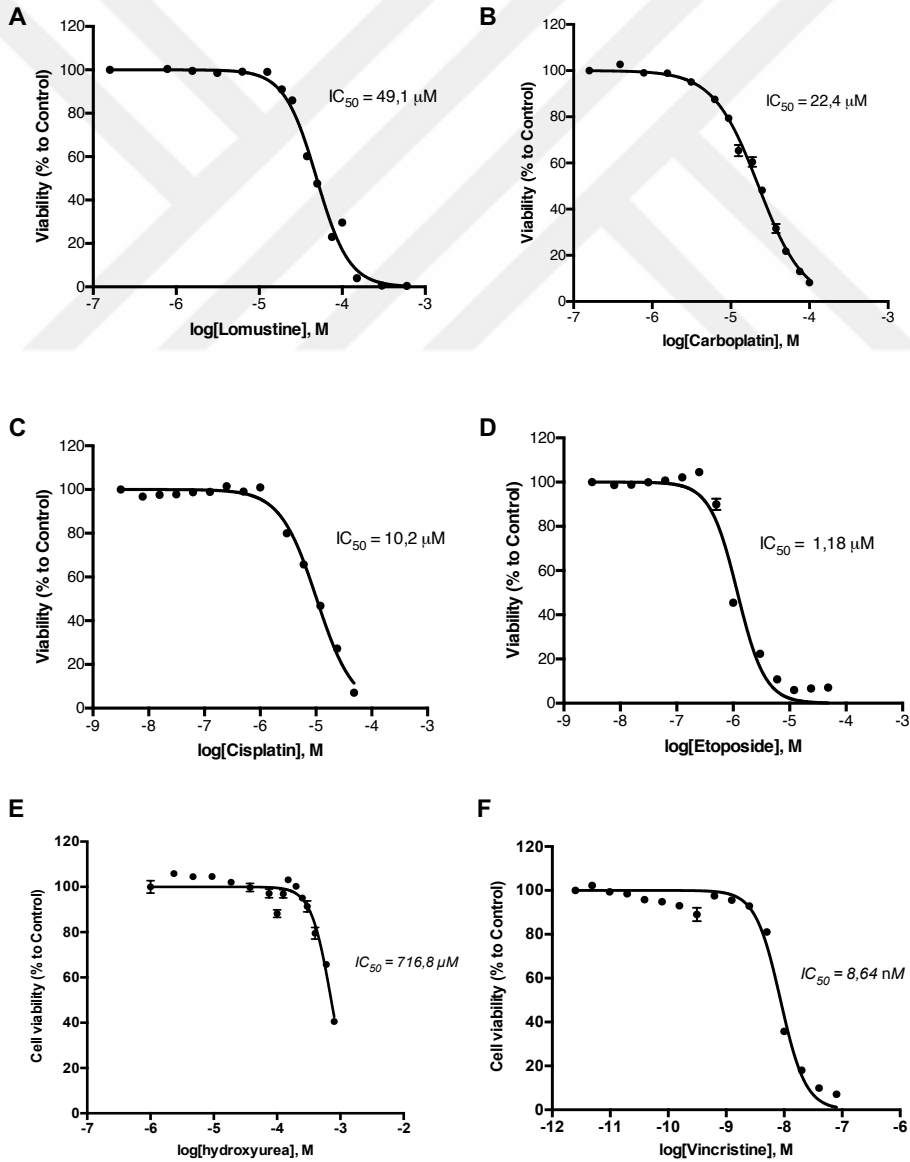 A
120
100
80
60
40
20
0
Viability (% to Control)
IC50 = 49,1 μM
-7 -6 -5 -4 -3
log[Lomustine], M
B
120
100
80
60
40
20
0
Viability (% to Control)
IC50 = 22,4 μM
-7 -6 -5 -4 -3
log[Carboplatin], M
C
120
100
80
60
40
20
0
Viability (% to Control)
IC50 = 10,2 μM
-9 -8 -7 -6 -5 -4 -3
log[Cisplatin], M
D
120
100
80
60
40
20
0
Viability (% to Control)
IC50 = 1,18 μM
-9 -8 -7 -6 -5 -4 -3
log[Etoposide], M
E
120
100
80
60
40
20
0
Cell viability (% to Control)
IC50 = 716,8 μM
-7 -6 -5 -4 -3 -2
log[hydroxyurea], M
F
120
100
80
60
40
20
0
Cell viability (% to Control)
IC50 = 8,64 nM
-12 -11 -10 -9 -8 -7 -6
log[Vincristine], M